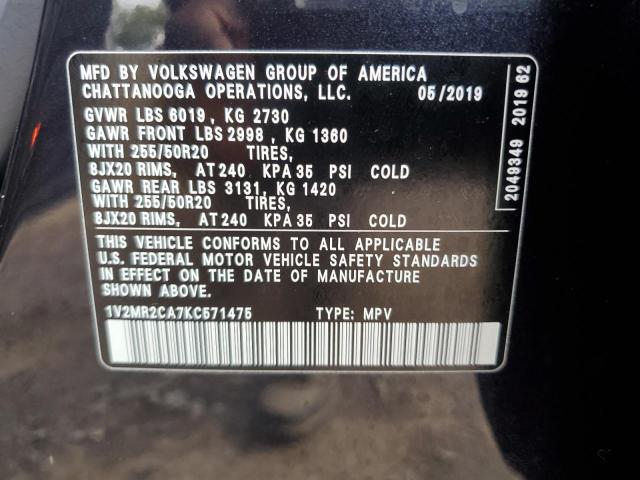 MFD BY VOLKSWAGEN GROUP OF AMERICA
CHATTANOOGA OPERATIONS, LLC. 05/2019
GVWR LBS 6019, KG 2730
GAWR FRONT LBS 2998, KG 1360
WITH 255/50R20 TIRES,
8JX20 RIMS, AT 240 KPA 35 PSI COLD
GAWR REAR LBS 3131, KG 1420
WITH 255/50R20 TIRES,
8JX20 RIMS, AT 240 KPA 35 PSI COLD
THIS VEHICLE CONFORMS TO ALL APPLICABLE
U.S. FEDERAL MOTOR VEHICLE SAFETY STANDARDS
IN EFFECT ON THE DATE OF MANUFACTURE
SHOWN ABOVE.
1V2MR2CA7KC571475 TYPE: MPV
2049349 2019 62